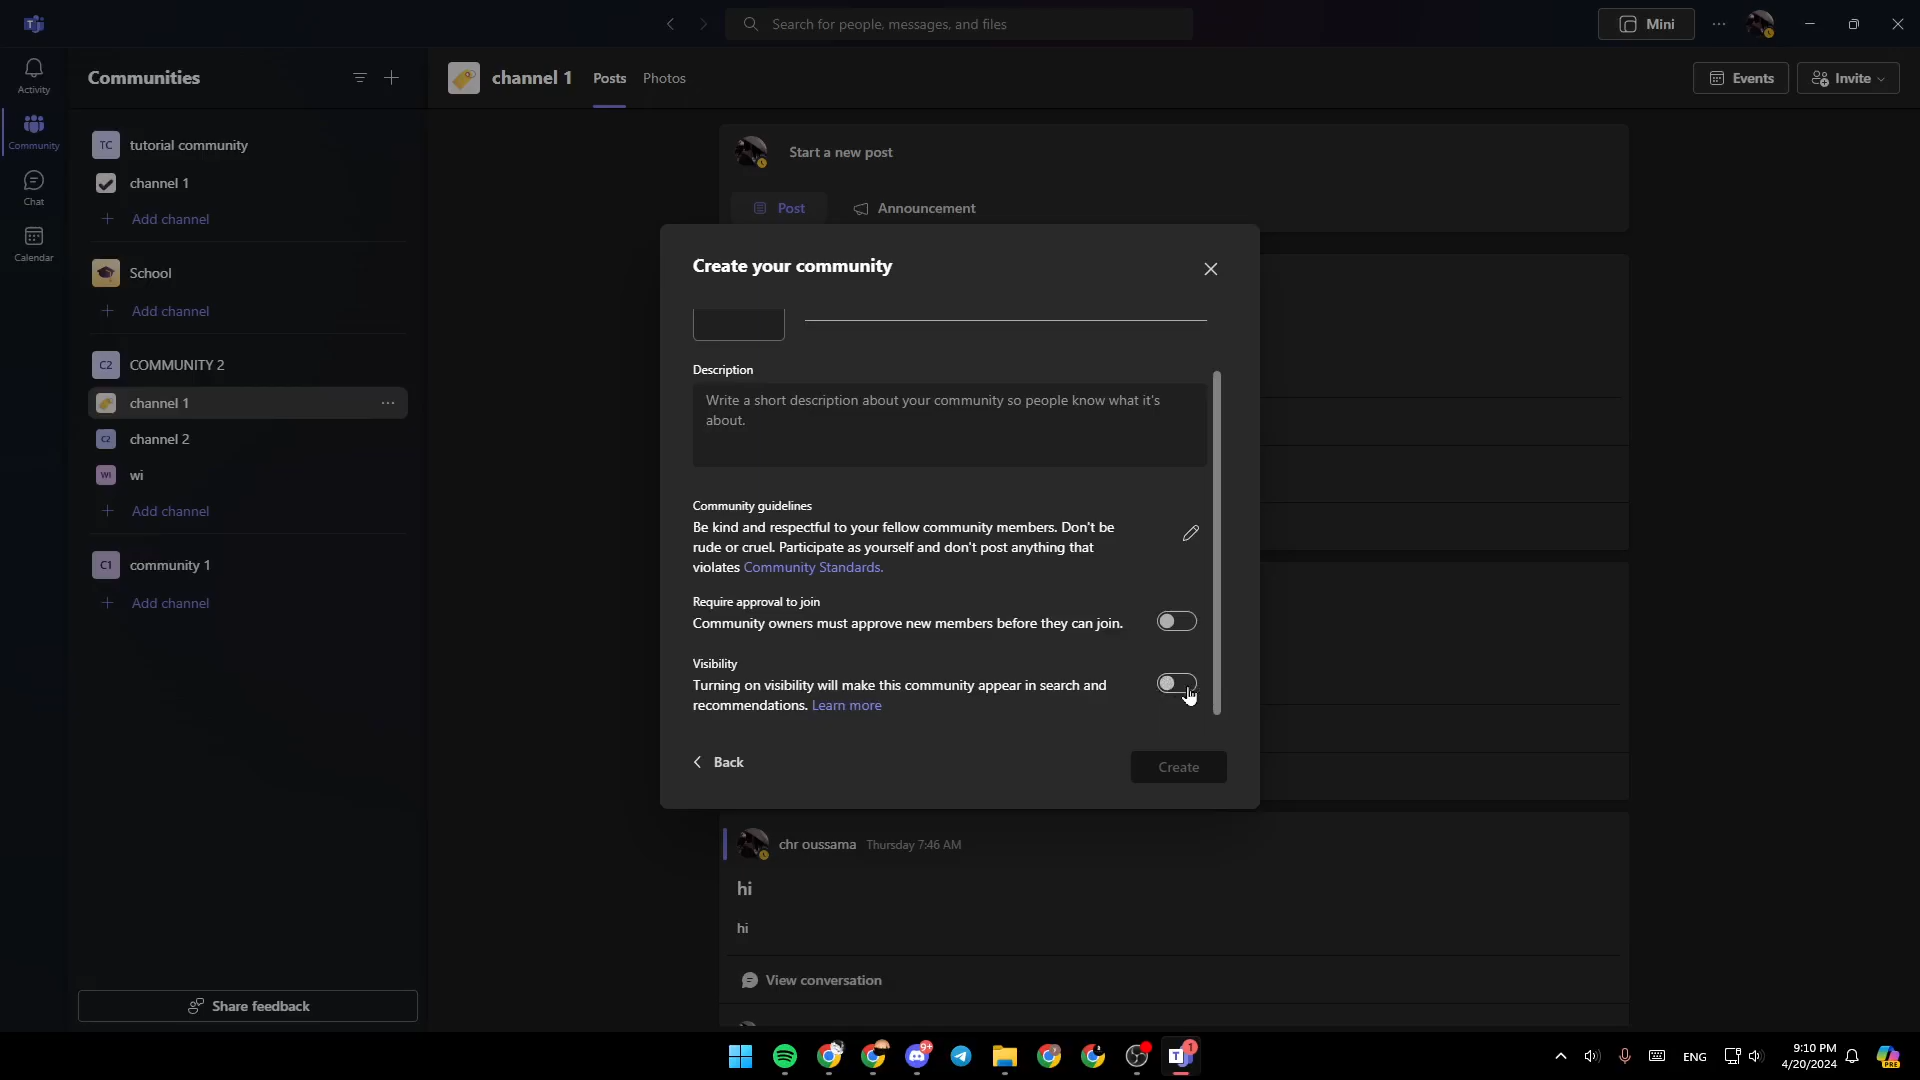 Search for people, messages, and files
Mini
Activity
Community
Chat
Calendar
Communities
TC tutorial community
channel 1
Add channel
School
Add channel
C2 COMMUNITY 2
channel 1
C2 channel 2
WI wi
Add channel
C1 community 1
Add channel
Share feedback
channel 1 Posts Photos
Events
Invite
Start a new post
Post Announcement
Create your community
Description
Write a short description about your community so people know what it's
about.
Community guidelines
Be kind and respectful to your fellow community members. Don't be
rude or cruel. Participate as yourself and don't post anything that
violates Community Standards.
Require approval to join
Community owners must approve new members before they can join.
Visibility
Turning on visibility will make this community appear in search and
recommendations. Learn more
Back
Create
chr oussama Thursday 7:46 AM
hi
hi
View conversation
9+
1
ENG
9:10 PM
4/20/2024
PRE